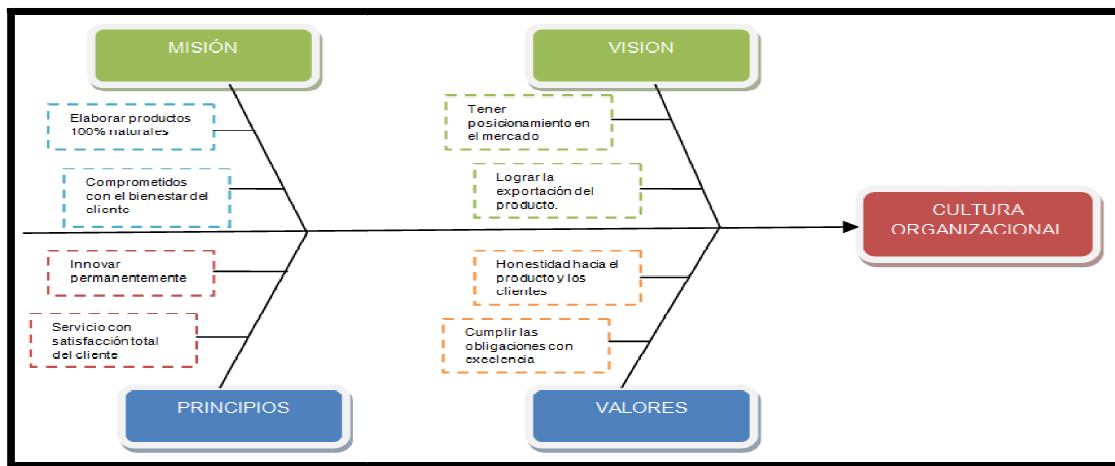 MISIÓN
VISION
Elaborar productos
100% naturales
Tener
posicionamiento en
el mercado
Comprometidos
con el bienestar del
cliente
Lograr la
exportación del
producto.
CULTURA
ORGANIZACIONAL
Innovar
permanentemente
Honestidad hacia el
producto y los
clientes
Servicio con
satisfacción total
del cliente
Cumplir las
obligaciones con
excelencia
PRINCIPIOS
VALORES